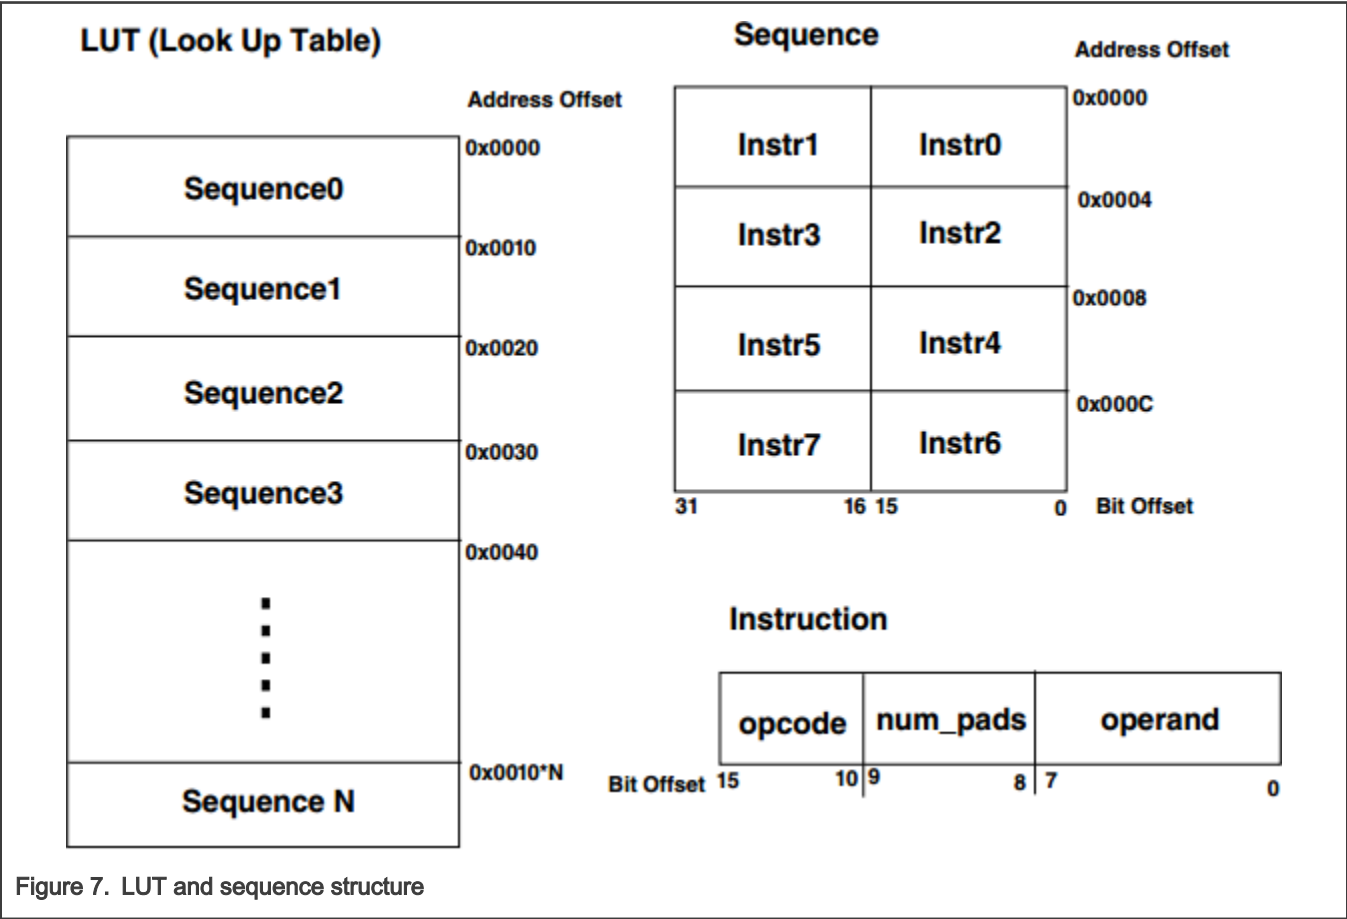 LUT (Look Up Table)
Address Offset
0x0000
Sequence0
0x0010
Sequence1
0x0020
Sequence2
0x0030
Sequence3
0x0040
0x0010*N
Sequence N
Sequence
Address Offset
0x0000
Instr1 Instr0
0x0004
Instr3 Instr2
0x0008
Instr5 Instr4
0x000C
Instr7 Instr6
31 16 15 0 Bit Offset
Instruction
opcode num_pads operand
Bit Offset 15 10 9 8 7 0
Figure 7. LUT and sequence structure